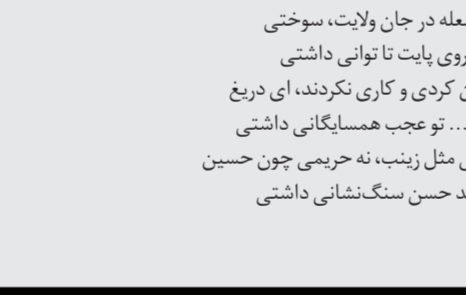 در جان ولایت، سوختی
روی پایت تا توانی داشتی
کردی و کاری نکردند، ای دریغ
... تو عجب همسایگانی داشتی
مثل زینب، نه حریمی چون حسین
حسن سنگ‌نشانی داشتی